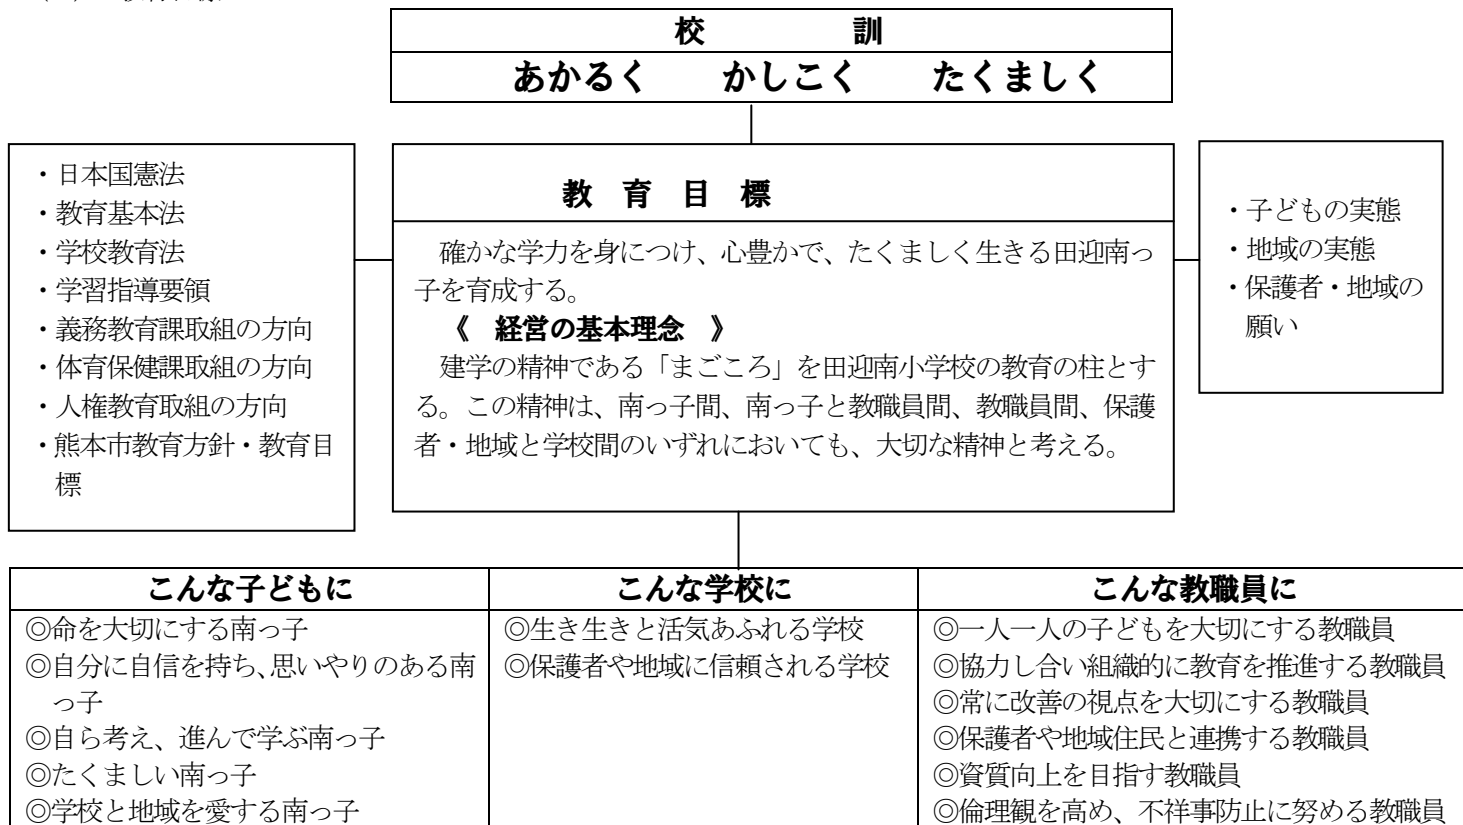 校 訓
あかるく かしこく たくましく
・日本国憲法
・教育基本法
・学校教育法
・学習指導要領
・義務教育課取組の方向
・体育保健課取組の方向
・人権教育取組の方向
・熊本市教育方針・教育目
標
教 育 目 標
確かな学力を身につけ、心豊かで、たくましく生きる田迎南っ
子を育成する。
《 経営の基本理念 》
建学の精神である「まごころ」を田迎南小学校の教育の柱とす
る。この精神は、南っ子間、南っ子と教職員間、教職員間、保護
者・地域と学校間のいずれにおいても、大切な精神と考える。
・子どもの実態
・地域の実態
・保護者・地域の
願い
こんな子どもに
◎命を大切にする南っ子
◎自分に自信を持ち、思いやりのある南
っ子
◎自ら考え、進んで学ぶ南っ子
◎たくましい南っ子
◎学校と地域を愛する南っ子
こんな学校に
◎生き生きと活気あふれる学校
◎保護者や地域に信頼される学校
こんな教職員に
◎一人一人の子どもを大切にする教職員
◎協力し合い組織的に教育を推進する教職員
◎常に改善の視点を大切にする教職員
◎保護者や地域住民と連携する教職員
◎資質向上を目指す教職員
◎倫理観を高め、不祥事防止に努める教職員